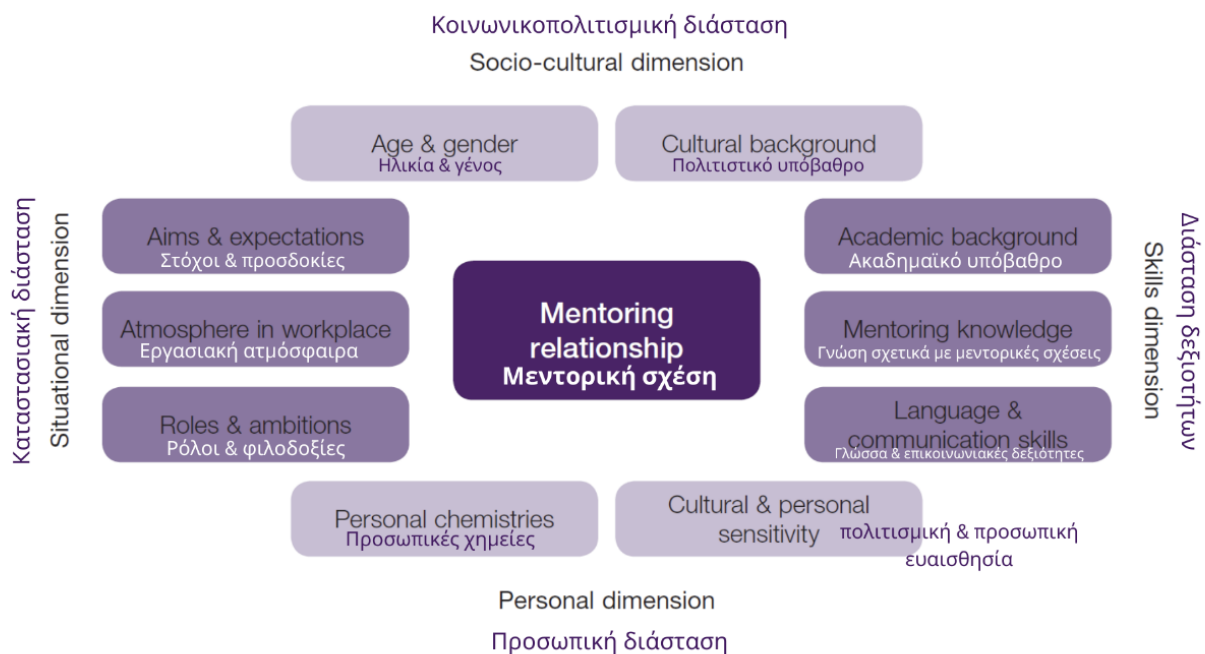 Κοινωνικοπολιτισμική διάσταση
Socio-cultural dimension
Age & gender
Ηλικία & γένος
Cultural background
Πολιτιστικό υπόβαθρο
Καταστασιακή διάσταση
Situational dimension
Aims & expectations
Στόχοι & προσδοκίες
Atmosphere in workplace
Εργασιακή ατμόσφαιρα
Roles & ambitions
Ρόλοι & φιλοδοξίες
Mentoring
relationship
Μεντορική σχέση
Academic background
Ακαδημαϊκό υπόβαθρο
Mentoring knowledge
Γνώση σχετικά με μεντορικές σχέσεις
Language &
communication skills
Γλώσσα & επικοινωνιακές δεξιότητες
Skills dimension
Διάσταση δεξιοτήτων
Personal chemistries
Προσωπικές χημείες
Cultural & personal
sensitivity
πολιτισμική & προσωπική
ευαισθησία
Personal dimension
Προσωπική διάσταση